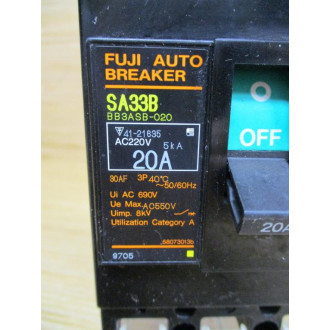 FUJI AUTO
BREAKER
SA33B
BB3ASB-020
41-21835
AC220V 5kA
20A
30AF 3P 40°C
~50/60Hz
Ui AC 690V
Ue Max. AC550V
Uimp. 8kV
Utilization Category A
9705
OFF
20A